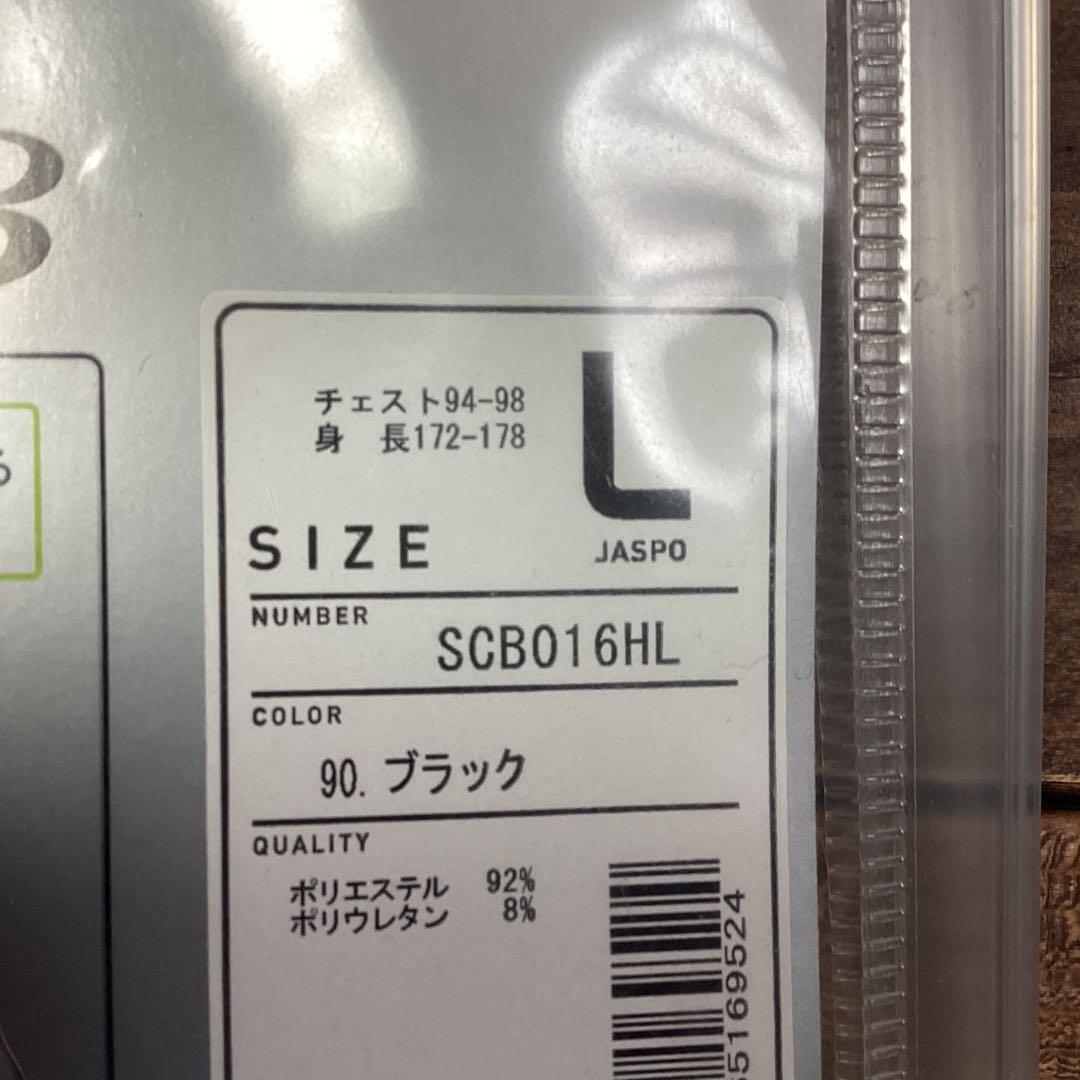 チェスト94-98
身　長172-178
L
SIZE
JASPO
NUMBER
SCB016HL
COLOR
90. ブラック
QUALITY
ポリエステル 92%
ポリウレタン 8%
5169524